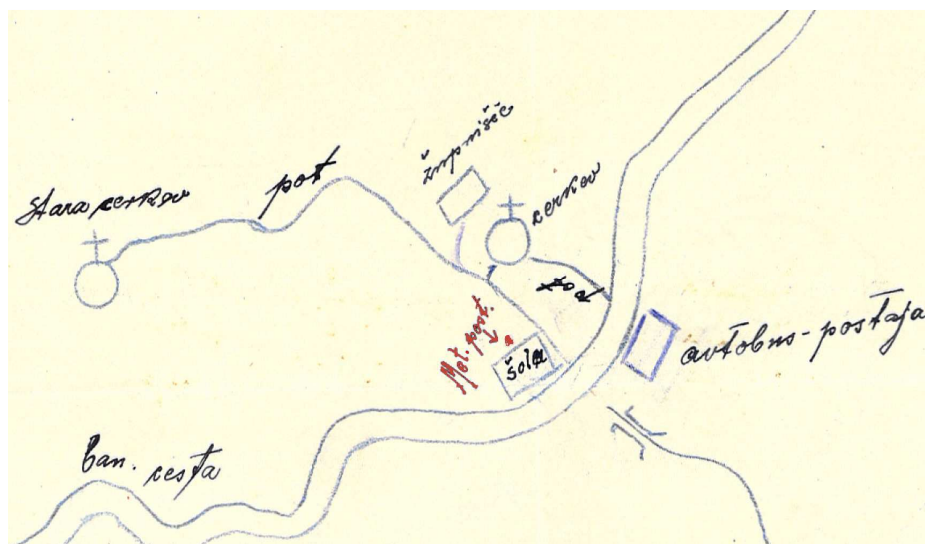 župnišče
pot
Stara cerkev
cerkev
pot
avtobus-postaja
Met. post.
šola
ban. cesta